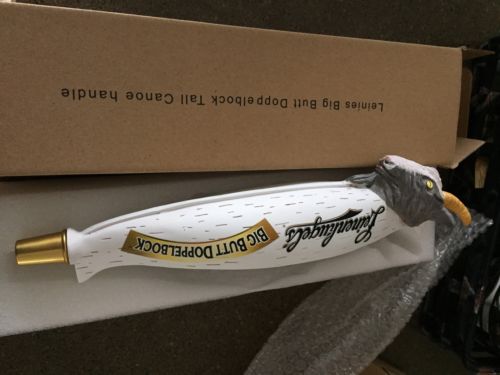 Leinies Big Butt Doppelbock Tall Canoe handle
Leinenkugel's
BIG BUTT DOPPELBOCK